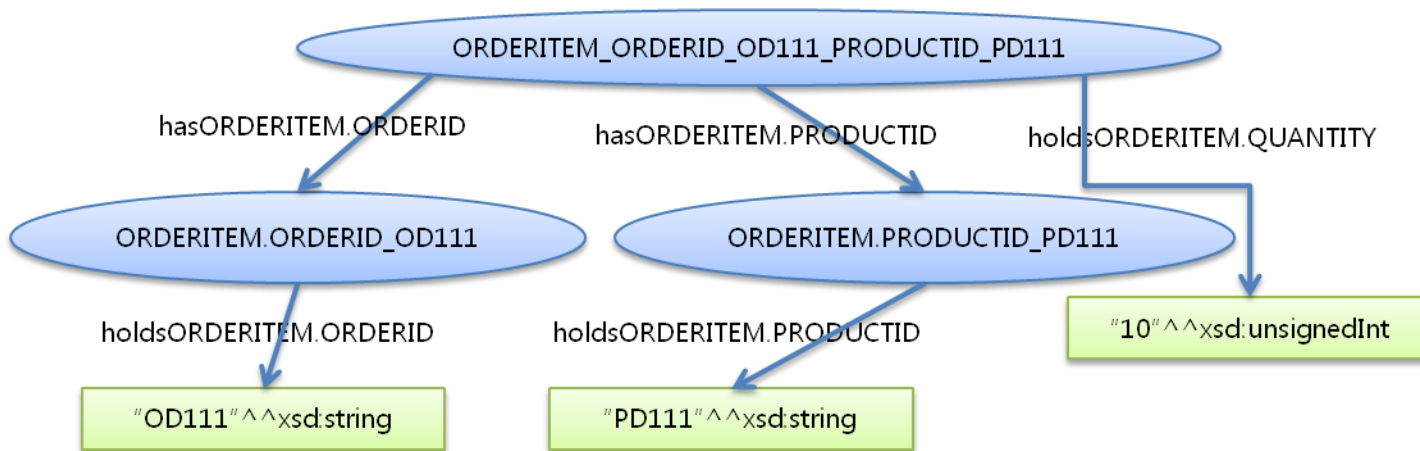 ORDERITEM_ORDERID_OD111_PRODUCTID_PD111
hasORDERITEM.ORDERID
hasORDERITEM.PRODUCTID
holdsORDERITEM.QUANTITY
ORDERITEM.ORDERID_OD111
ORDERITEM.PRODUCTID_PD111
holdsORDERITEM.ORDERID
holdsORDERITEM.PRODUCTID
"10"^^xsd:unsignedInt
"OD111"^^xsd:string
"PD111"^^xsd:string